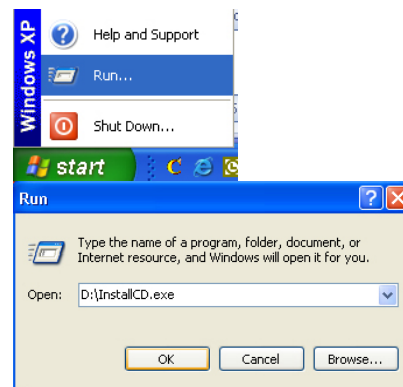 Windows XP
Help and Support
Run...
Shut Down...
start
Run
Type the name of a program, folder, document, or
Internet resource, and Windows will open it for you.
Open: D:\InstallCD.exe
OK Cancel Browse...